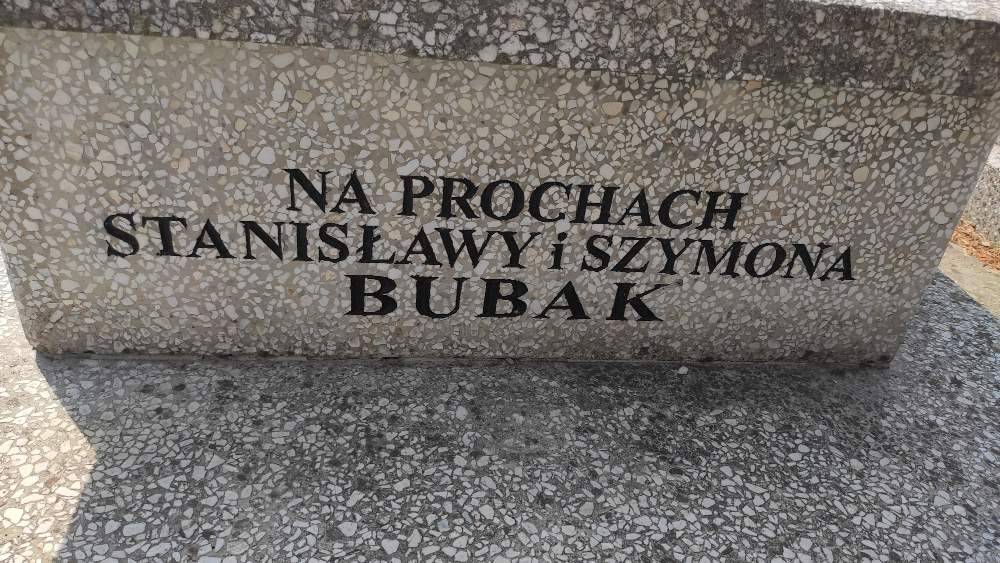 NA PROCHACH
STANISŁAWY i SZYMONA
BUBAK